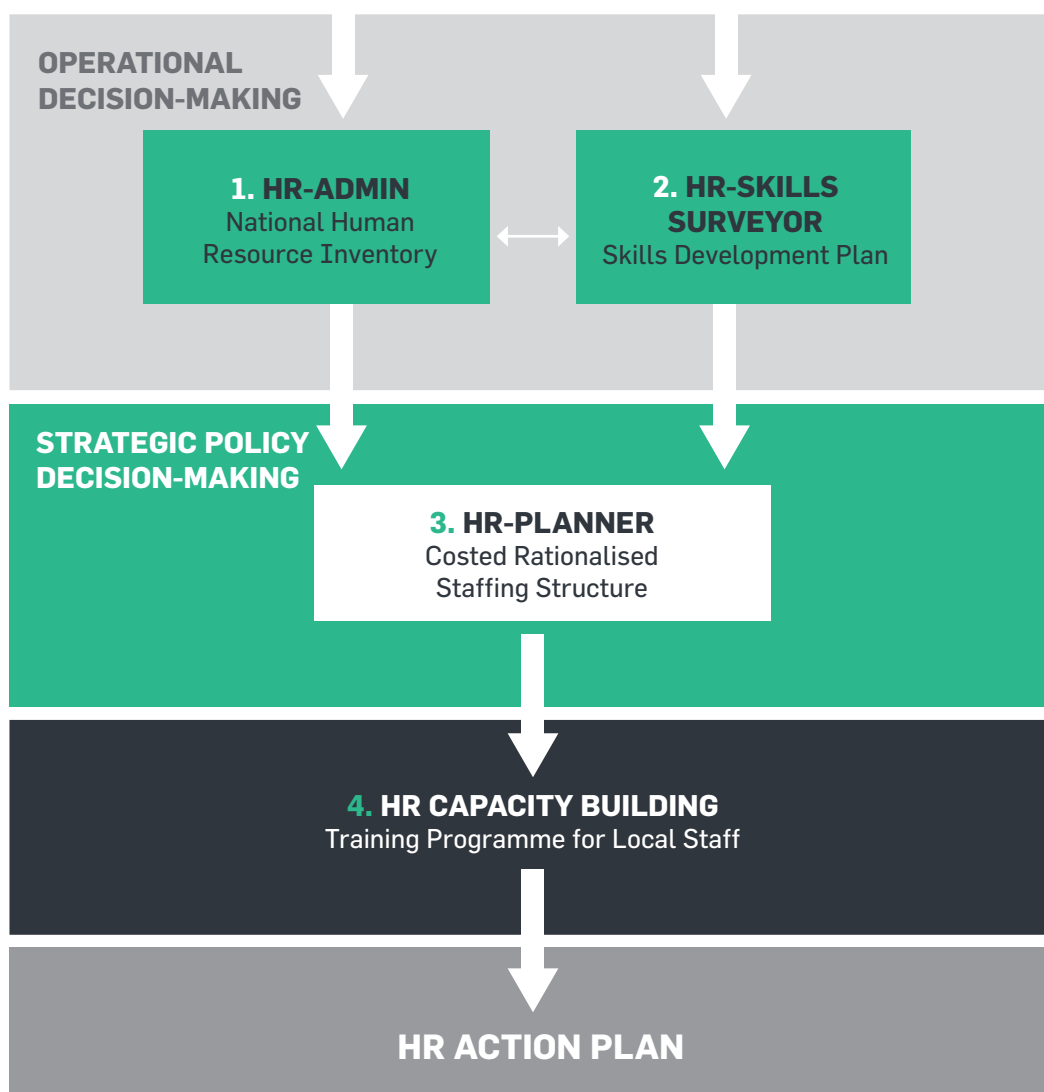 OPERATIONAL
DECISION-MAKING
1. HR-ADMIN
National Human
Resource Inventory
2. HR-SKILLS
SURVEYOR
Skills Development Plan
STRATEGIC POLICY
DECISION-MAKING
3. HR-PLANNER
Costed Rationalised
Staffing Structure
4. HR CAPACITY BUILDING
Training Programme for Local Staff
HR ACTION PLAN